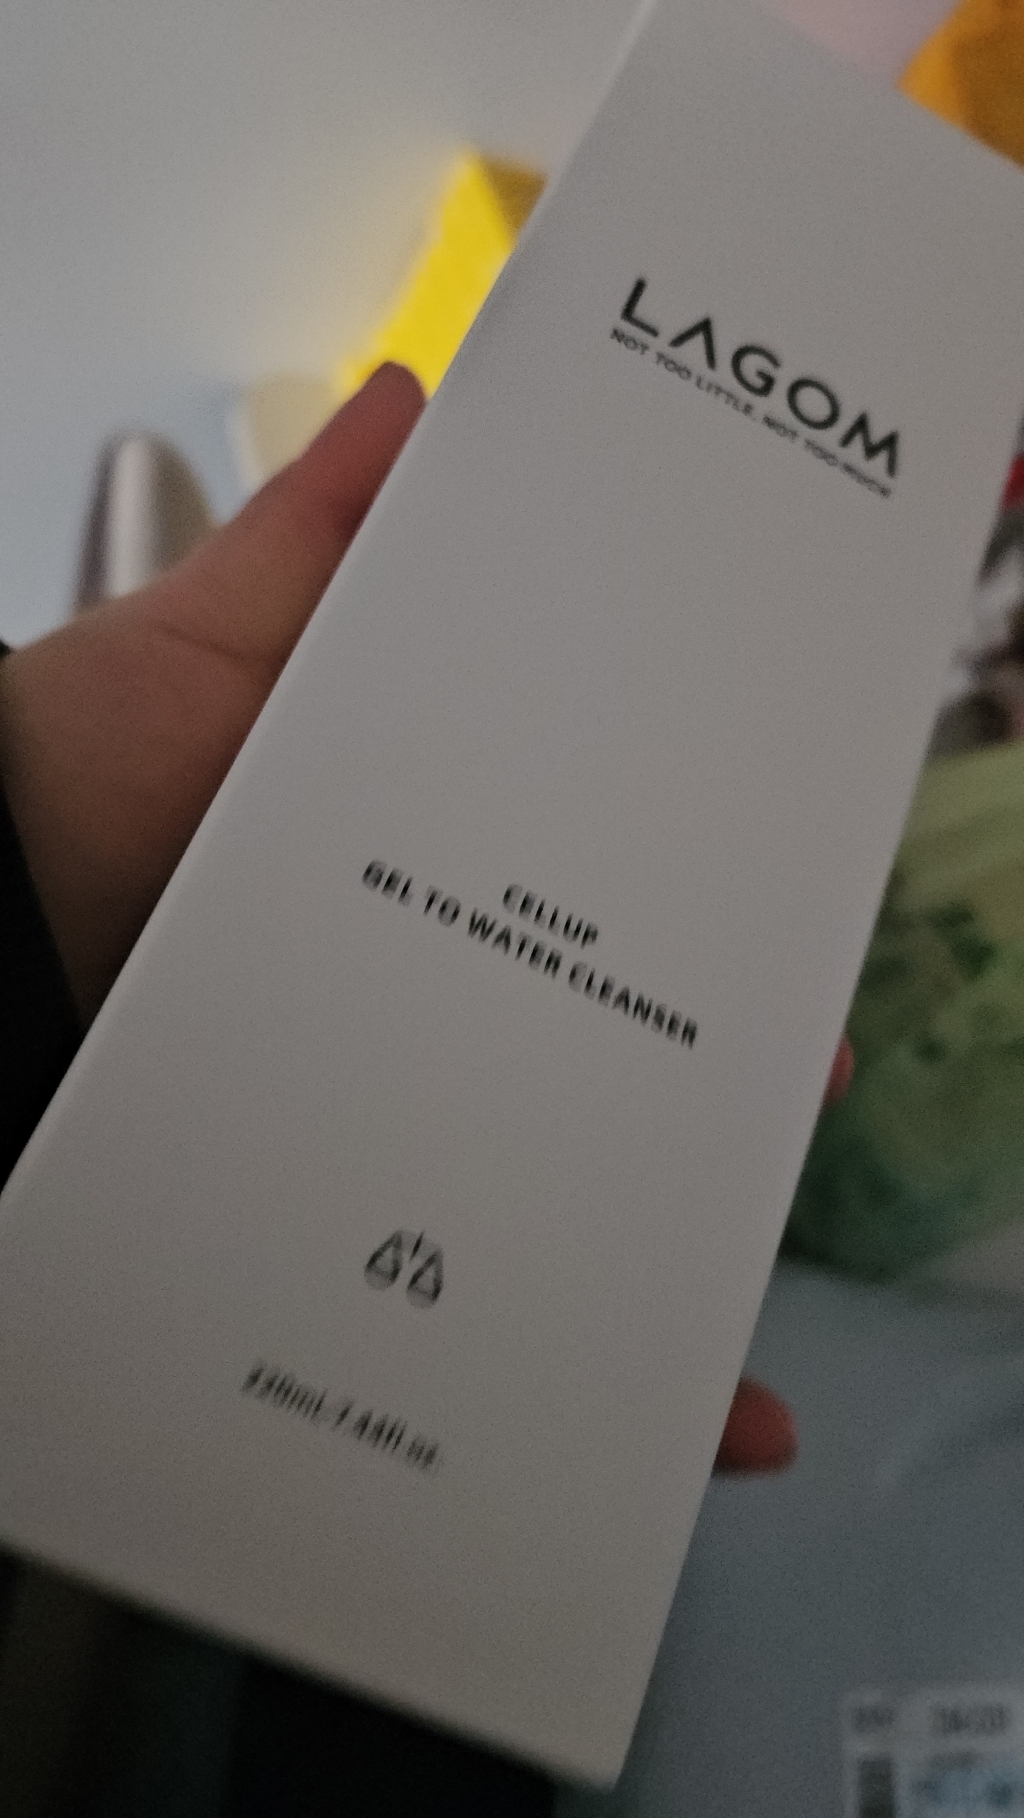 LAGOM
NOT TOO LITTLE, NOT TOO MUCH
CELLUP
GEL TO WATER CLEANSER